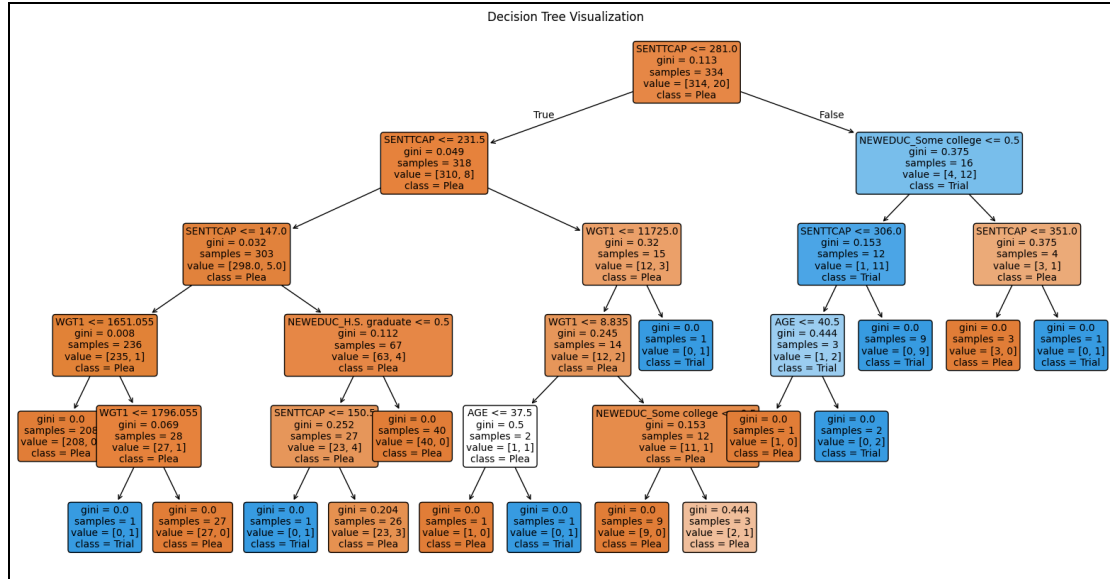 Decision Tree Visualization
SENTTCAP <= 281.0
gini = 0.113
samples = 334
value = [314, 20]
class = Plea
True
False
SENTTCAP <= 231.5
gini = 0.049
samples = 318
value = [310, 8]
class = Plea
NEWEDUC_Some college <= 0.5
gini = 0.375
samples = 16
value = [4, 12]
class = Trial
SENTTCAP <= 147.0
gini = 0.032
samples = 303
value = [298.0, 5.0]
class = Plea
WGT1 <= 11725.0
gini = 0.32
samples = 15
value = [12, 3]
class = Plea
SENTTCAP <= 306.0
gini = 0.153
samples = 12
value = [1, 11]
class = Trial
SENTTCAP <= 351.0
gini = 0.375
samples = 4
value = [3, 1]
class = Plea
WGT1 <= 1651.055
gini = 0.008
samples = 236
value = [235, 1]
class = Plea
NEWEDUC_H.S. graduate <= 0.5
gini = 0.112
samples = 67
value = [63, 4]
class = Plea
WGT1 <= 8.835
gini = 0.245
samples = 14
value = [12, 2]
class = Plea
gini = 0.0
samples = 1
value = [0, 1]
class = Trial
AGE <= 40.5
gini = 0.444
samples = 3
value = [1, 2]
class = Trial
gini = 0.0
samples = 9
value = [0, 9]
class = Trial
gini = 0.0
samples = 3
value = [3, 0]
class = Plea
gini = 0.0
samples = 1
value = [0, 1]
class = Trial
gini = 0.0
samples = 208
value = [208, 0
class = Plea
WGT1 <= 1796.055
gini = 0.069
samples = 28
value = [27, 1]
class = Plea
SENTTCAP <= 150.5
gini = 0.252
samples = 27
value = [23, 4]
class = Plea
gini = 0.0
samples = 40
value = [40, 0]
class = Plea
AGE <= 37.5
gini = 0.5
samples = 2
value = [1, 1]
class = Plea
NEWEDUC_Some college <
gini = 0.153
samples = 12
value = [11, 1]
class = Plea
gini = 0.0
samples = 1
value = [1, 0]
class = Plea
gini = 0.0
samples = 2
value = [0, 2]
class = Trial
gini = 0.0
samples = 1
value = [0, 1]
class = Trial
gini = 0.0
samples = 27
value = [27, 0]
class = Plea
gini = 0.0
samples = 1
value = [0, 1]
class = Trial
gini = 0.204
samples = 26
value = [23, 3]
class = Plea
gini = 0.0
samples = 1
value = [1, 0]
class = Plea
gini = 0.0
samples = 1
value = [0, 1]
class = Trial
gini = 0.0
samples = 9
value = [9, 0]
class = Plea
gini = 0.444
samples = 3
value = [2, 1]
class = Plea